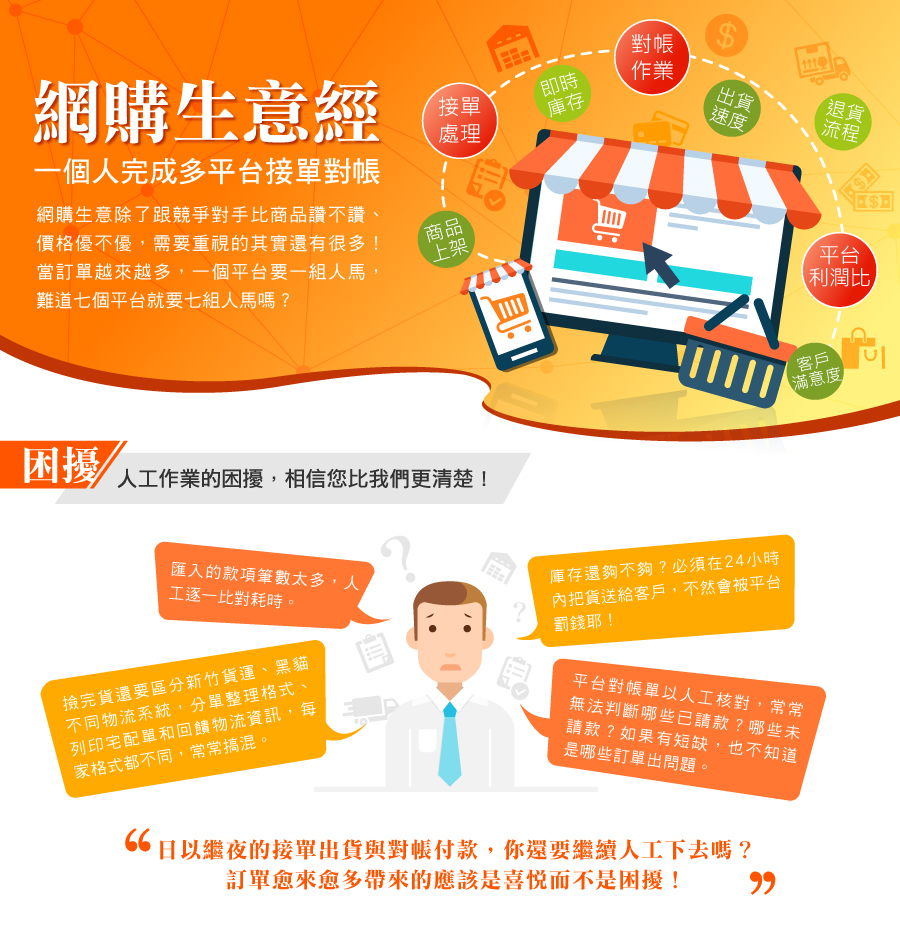 網購生意經
一個人完成多平台接單對帳
網購生意除了跟競爭對手比商品讚不讚、
價格優不優，需要重視的其實還有很多！
當訂單越來越多，一個平台要一組人馬，
難道七個平台就要七組人馬嗎？
商品
上架
接單
處理
即時
庫存
對帳
作業
出貨
速度
退貨
流程
平台
利潤比
客戶
滿意度
困擾
人工作業的困擾，相信您比我們更清楚！
匯入的款項筆數太多，人
工逐一比對耗時。
庫存還夠不夠？必須在24小時
內把貨送給客戶，不然會被平台
罰錢耶！
撿完貨還要區分新竹貨運、黑貓
不同物流系統，分單整理格式、
列印宅配單和回饋物流資訊，每
家格式都不同，常常搞混。
平台對帳單以人工核對，常常
無法判斷哪些已請款？哪些未
請款？如果有短缺，也不知道
是哪些訂單出問題。
“日以繼夜的接單出貨與對帳付款，你還要繼續人工下去嗎？
訂單愈來愈多帶來的應該是喜悅而不是困擾！”